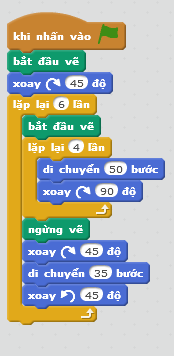 khi nhấn vào
bắt đầu vẽ
xoay 45 độ
lặp lại 6 lần
bắt đầu vẽ
lặp lại 4 lần
di chuyển 50 bước
xoay 90 độ
ngừng vẽ
xoay 45 độ
di chuyển 35 bước
xoay 45 độ